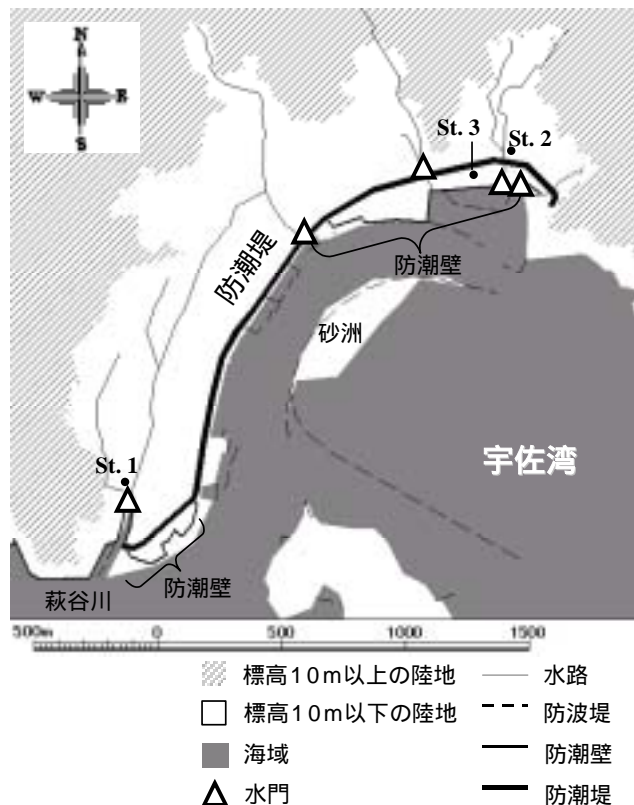 N
W E
S
St. 3
St. 2
防潮堤
防潮壁
砂洲
宇佐湾
St. 1
防潮壁
萩谷川
500m 0 500 1000 1500
標高10m以上の陸地
水路
標高10m以下の陸地
防波堤
海域
防潮壁
水門
防潮堤